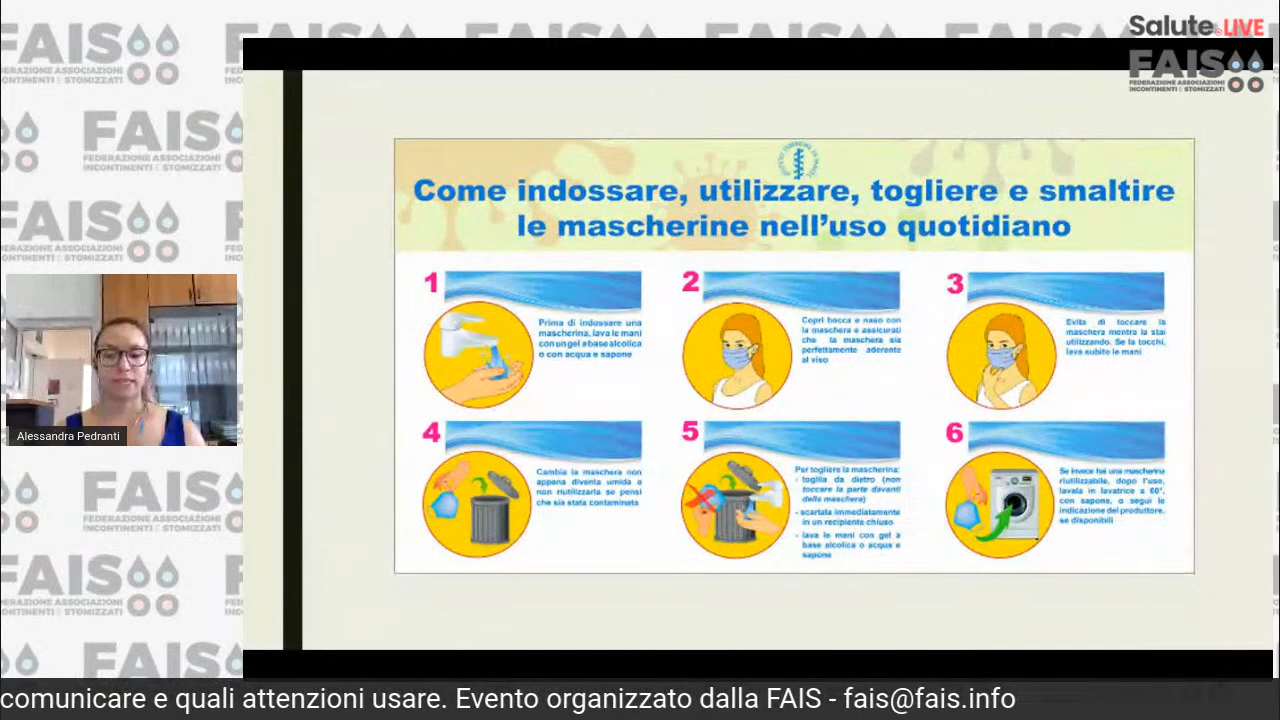 Salute LIVE
FAIS
FEDERAZIONE ASSOCIAZIONI
INCONTINENTI E STOMIZZATI
Come indossare, utilizzare, togliere e smaltire
le mascherine nell'uso quotidiano
1
Prima di indossare una
mascherina, lava le mani
con un gel a base alcolica
o con acqua e sapone
2
Copri bocca e naso con
la maschera e assicurati
che la maschera sia
perfettamente aderente
al viso
3
Evita di toccare la
maschera mentra la stai
utilizzando. Se la tocchi,
lava subito le mani
4
Cambia la maschera non
appena diventa umida o
non riutilizzarla se pensi
che sia stata contaminata
5
Per togliere la mascherina:
- toglila da dietro (non
toccare la parte davanti
della maschera)
- scartala immediatamente
in un recipiente chiuso
- lava le mani con gel a
base alcolica o acqua e
sapone
6
Se invece hai una mascherina
riutilizzabile, dopo l'uso,
lavala in lavatrice a 60°,
con sapone, o segui le
indicazione del produttore,
se disponibili
Alessandra Pedranti
comunicare e quali attenzioni usare. Evento organizzato dalla FAIS - fais@fais.info